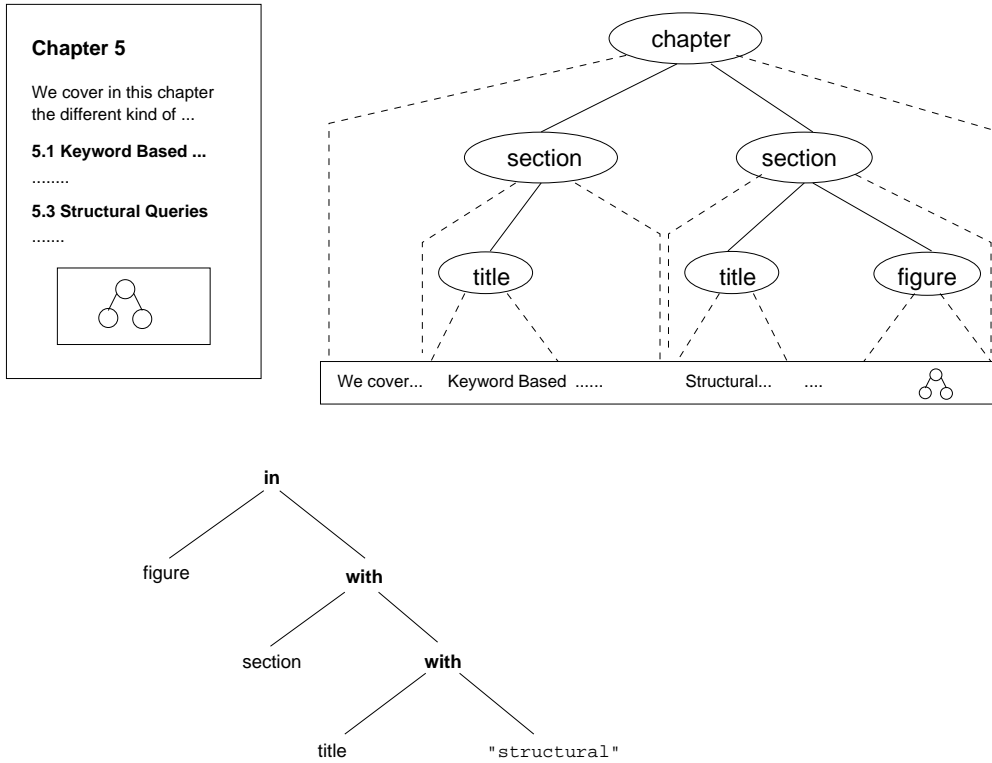 Chapter 5
We cover in this chapter
the different kind of ...
5.1 Keyword Based ...
........
5.3 Structural Queries
.......
chapter
section
section
title
title
figure
We cover...
Keyword Based ......
Structural...
....
in
figure
with
section
with
title
"structural"